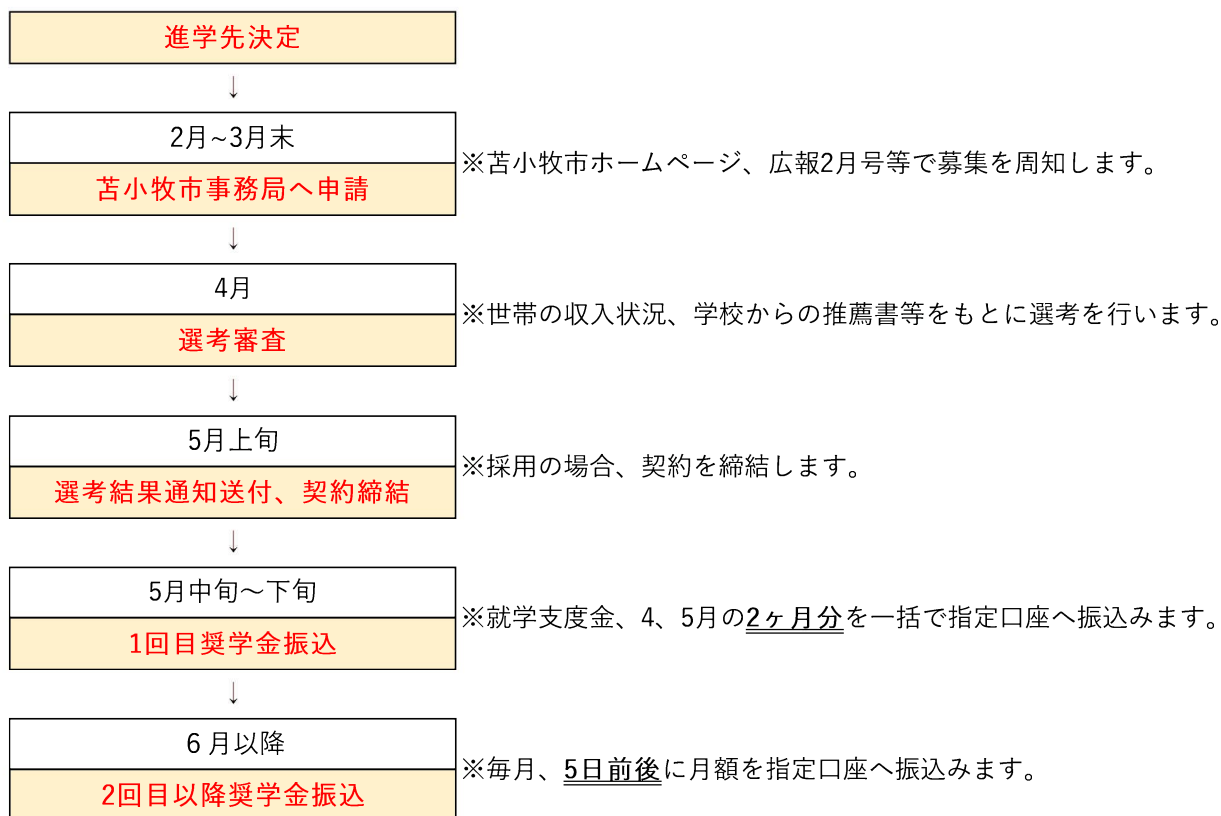 進学先決定
↓
2月~3月末
苫小牧市事務局へ申請
※苫小牧市ホームページ、広報2月号等で募集を周知します。
↓
4月
選考審査
※世帯の収入状況、学校からの推薦書等をもとに選考を行います。
↓
5月上旬
選考結果通知送付、契約締結
※採用の場合、契約を締結します。
↓
5月中旬～下旬
1回目奨学金振込
※就学支度金、4、5月の2ヶ月分を一括で指定口座へ振込みます。
↓
6月以降
2回目以降奨学金振込
※毎月、5日前後に月額を指定口座へ振込みます。